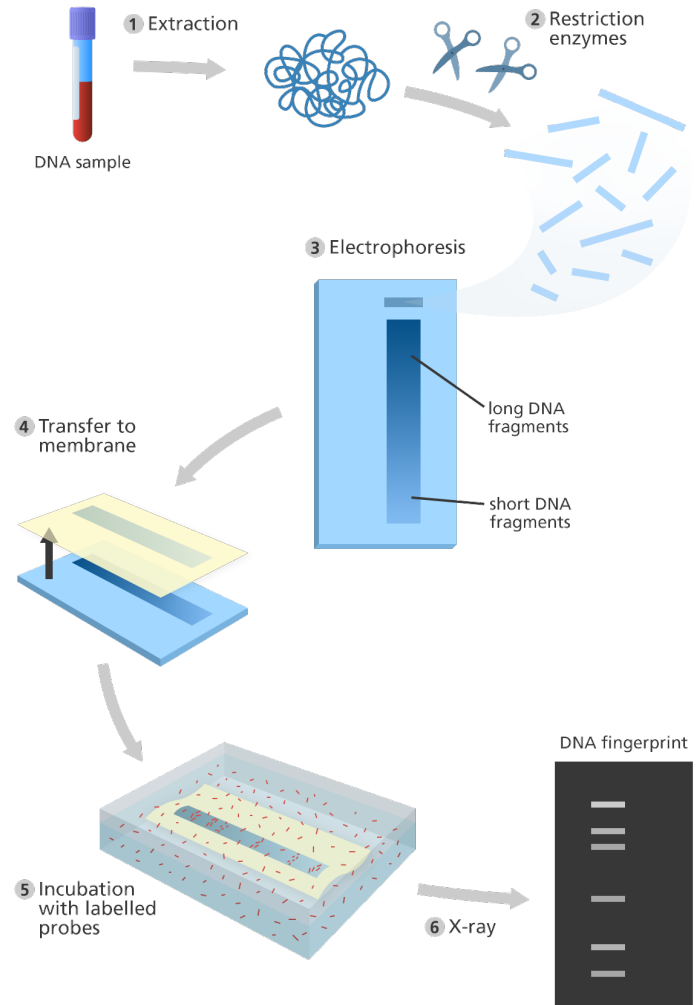 1 Extraction
2 Restriction
enzymes
DNA sample
3 Electrophoresis
long DNA
fragments
short DNA
fragments
4 Transfer to
membrane
5 Incubation
with labelled
probes
6 X-ray
DNA fingerprint